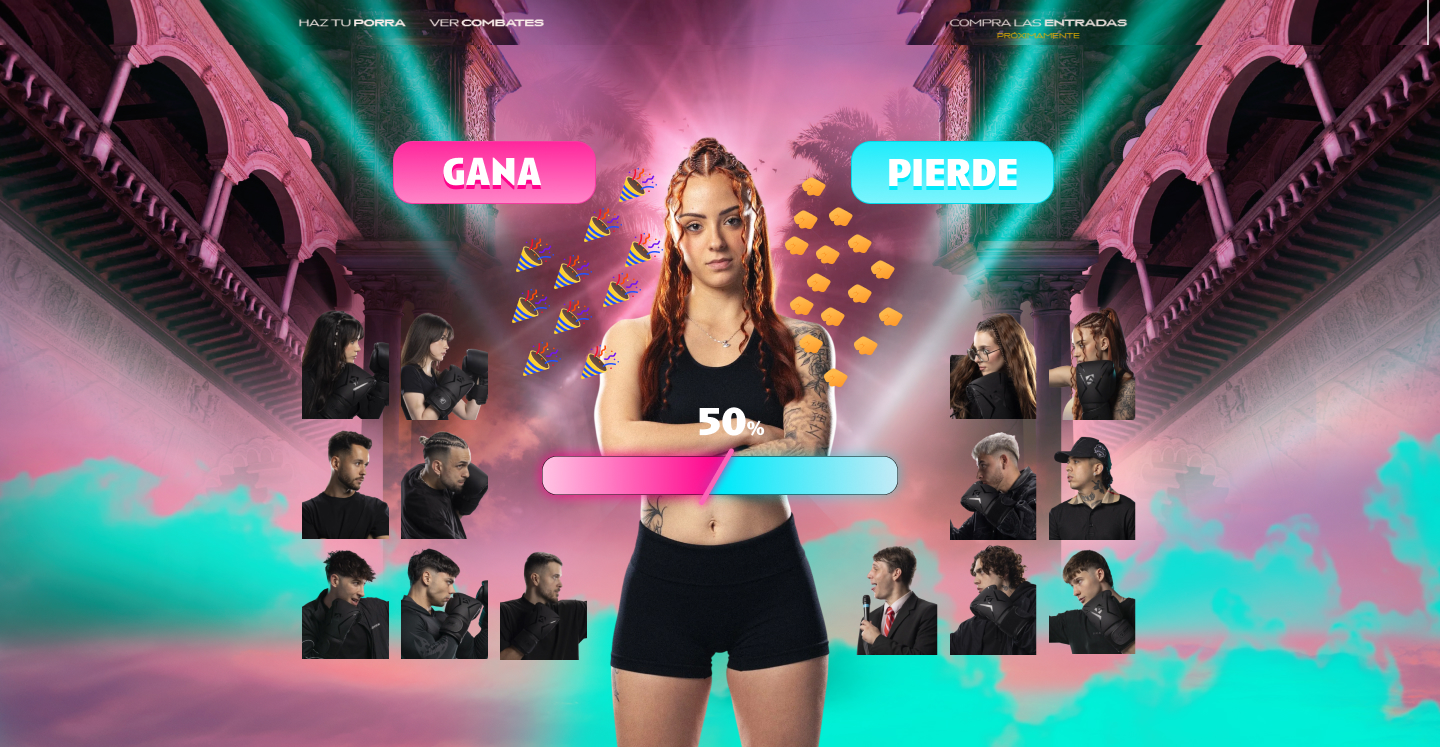 HAZ TU PORRA
VER COMBATES
COMPRA LAS ENTRADAS
PRÓXIMAMENTE
GANA
PIERDE
50%